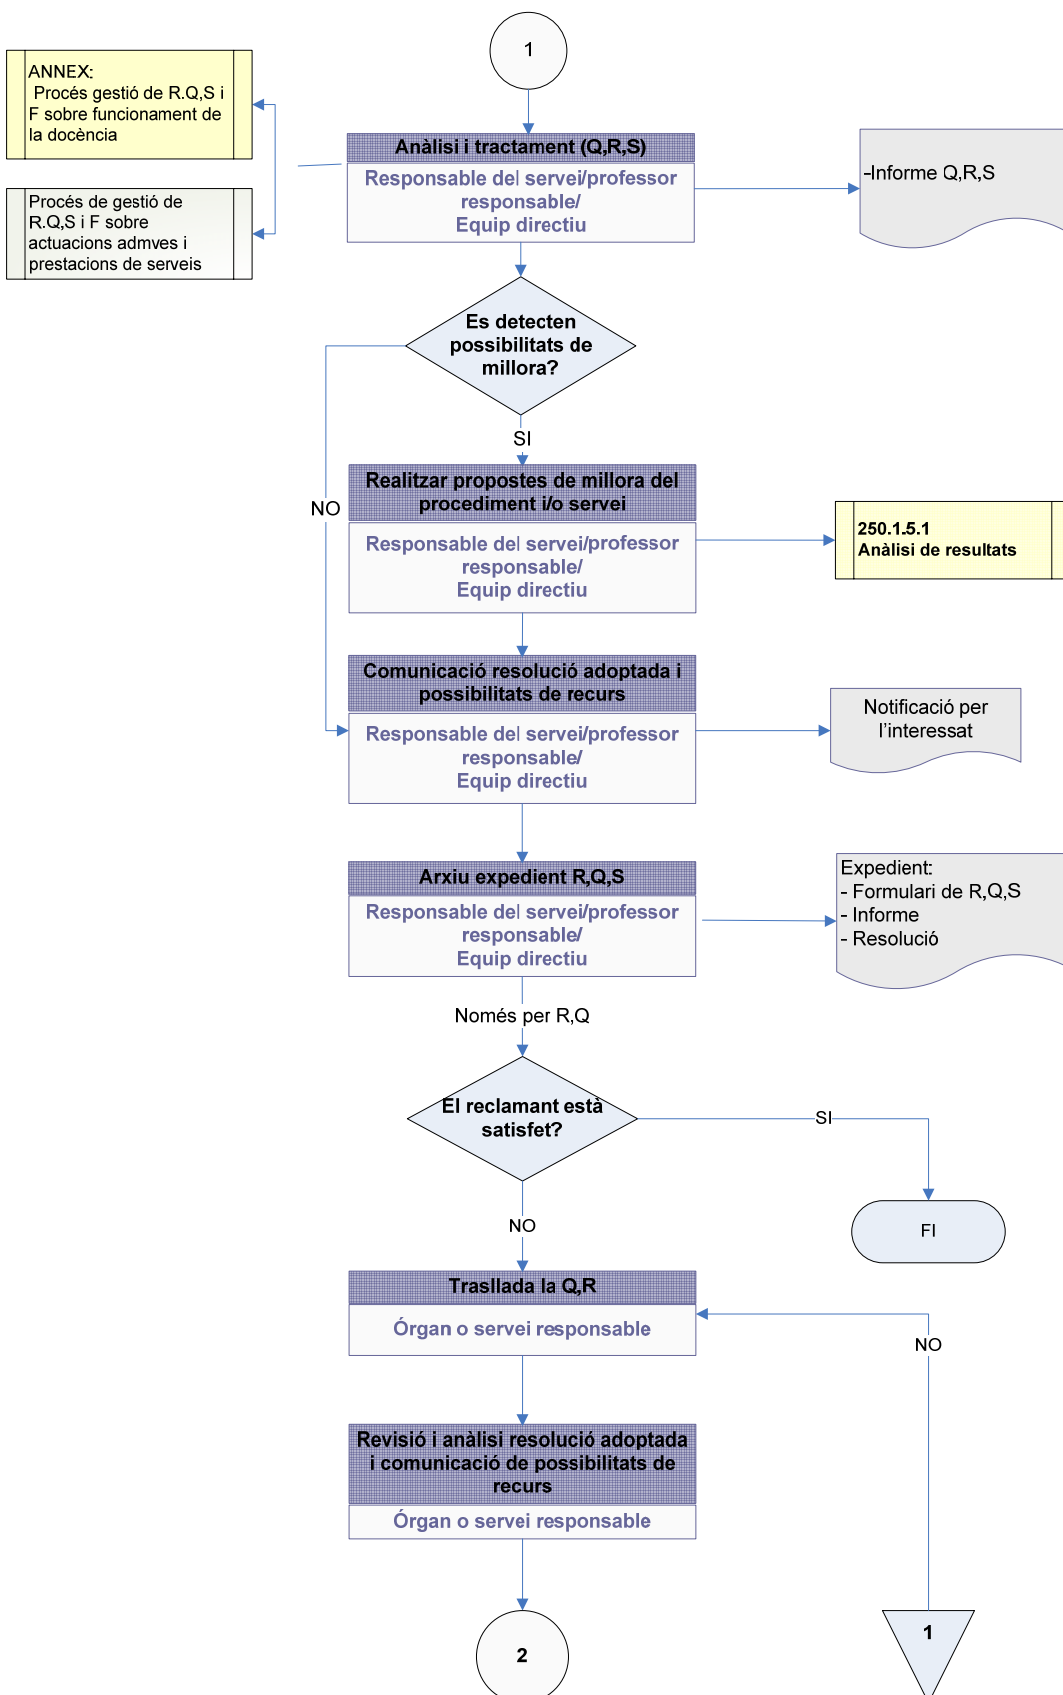 1
ANNEX:
Procés gestió de R.Q,S i
F sobre funcionament de
la docència
Anàlisi i tractament (Q,R,S)
Responsable del servei/professor
responsable/
Equip directiu
-Informe Q,R,S
Procés de gestió de
R.Q,S i F sobre
actuacions admves i
prestacions de serveis
Es detecten
possibilitats de
millora?
SI
NO
Realitzar propostes de millora del
procediment i/o servei
Responsable del servei/professor
responsable/
Equip directiu
250.1.5.1
Anàlisi de resultats
Comunicació resolució adoptada i
possibilitats de recurs
Responsable del servei/professor
responsable/
Equip directiu
Notificació per
l'interessat
Arxiu expedient R,Q,S
Responsable del servei/professor
responsable/
Equip directiu
Expedient:
- Formulari de R,Q,S
- Informe
- Resolució
Només per R,Q
El reclamant està
satisfet?
SI
FI
NO
Trasllada la Q,R
Órgan o servei responsable
NO
Revisió i anàlisi resolució adoptada
i comunicació de possibilitats de
recurs
Órgan o servei responsable
2
1